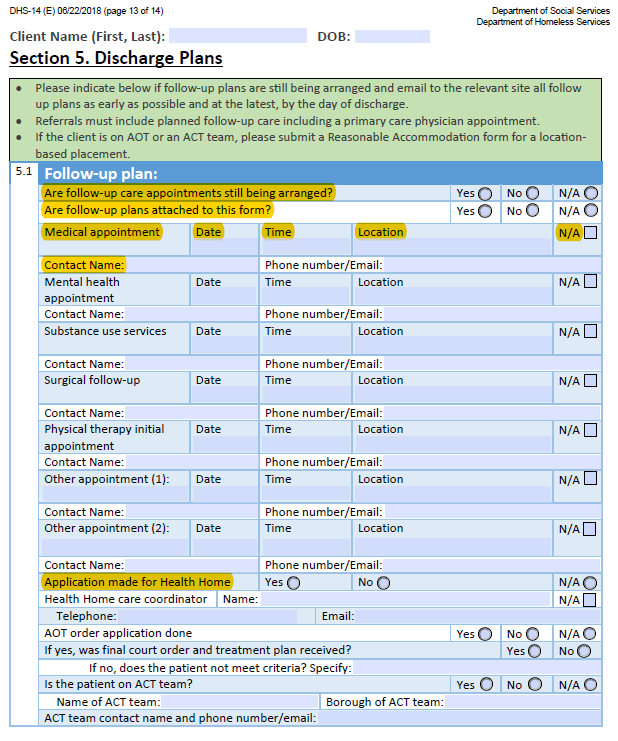 DHS-14 (E) 06/22/2018 (page 13 of 14)
Department of Social Services
Department of Homeless Services
Client Name (First, Last):
DOB:
Section 5. Discharge Plans
• Please indicate below if follow-up plans are still being arranged and email to the relevant site all follow
up plans as early as possible and at the latest, by the day of discharge.
• Referrals must include planned follow-up care including a primary care physician appointment.
• If the client is on AOT or an ACT team, please submit a Reasonable Accommodation form for a location-
based placement.
5.1 Follow-up plan:
Are follow-up care appointments still being arranged? Yes No N/A
Are follow-up plans attached to this form? Yes No N/A
Medical appointment Date Time Location N/A
Contact Name: Phone number/Email:
Mental health Date Time Location N/A
appointment
Contact Name: Phone number/Email:
Substance use services Date Time Location N/A
Contact Name: Phone number/Email:
Surgical follow-up Date Time Location N/A
Contact Name: Phone number/Email:
Physical therapy initial Date Time Location N/A
appointment
Contact Name: Phone number/Email:
Other appointment (1): Date Time Location N/A
Contact Name: Phone number/Email:
Other appointment (2): Date Time Location N/A
Contact Name: Phone number/Email:
Application made for Health Home Yes No N/A
Health Home care coordinator Name: N/A
Telephone: Email:
AOT order application done Yes No N/A
If yes, was final court order and treatment plan received? Yes No
If no, does the patient not meet criteria? Specify:
Is the patient on ACT team? Yes No N/A
Name of ACT team: Borough of ACT team:
ACT team contact name and phone number/email: